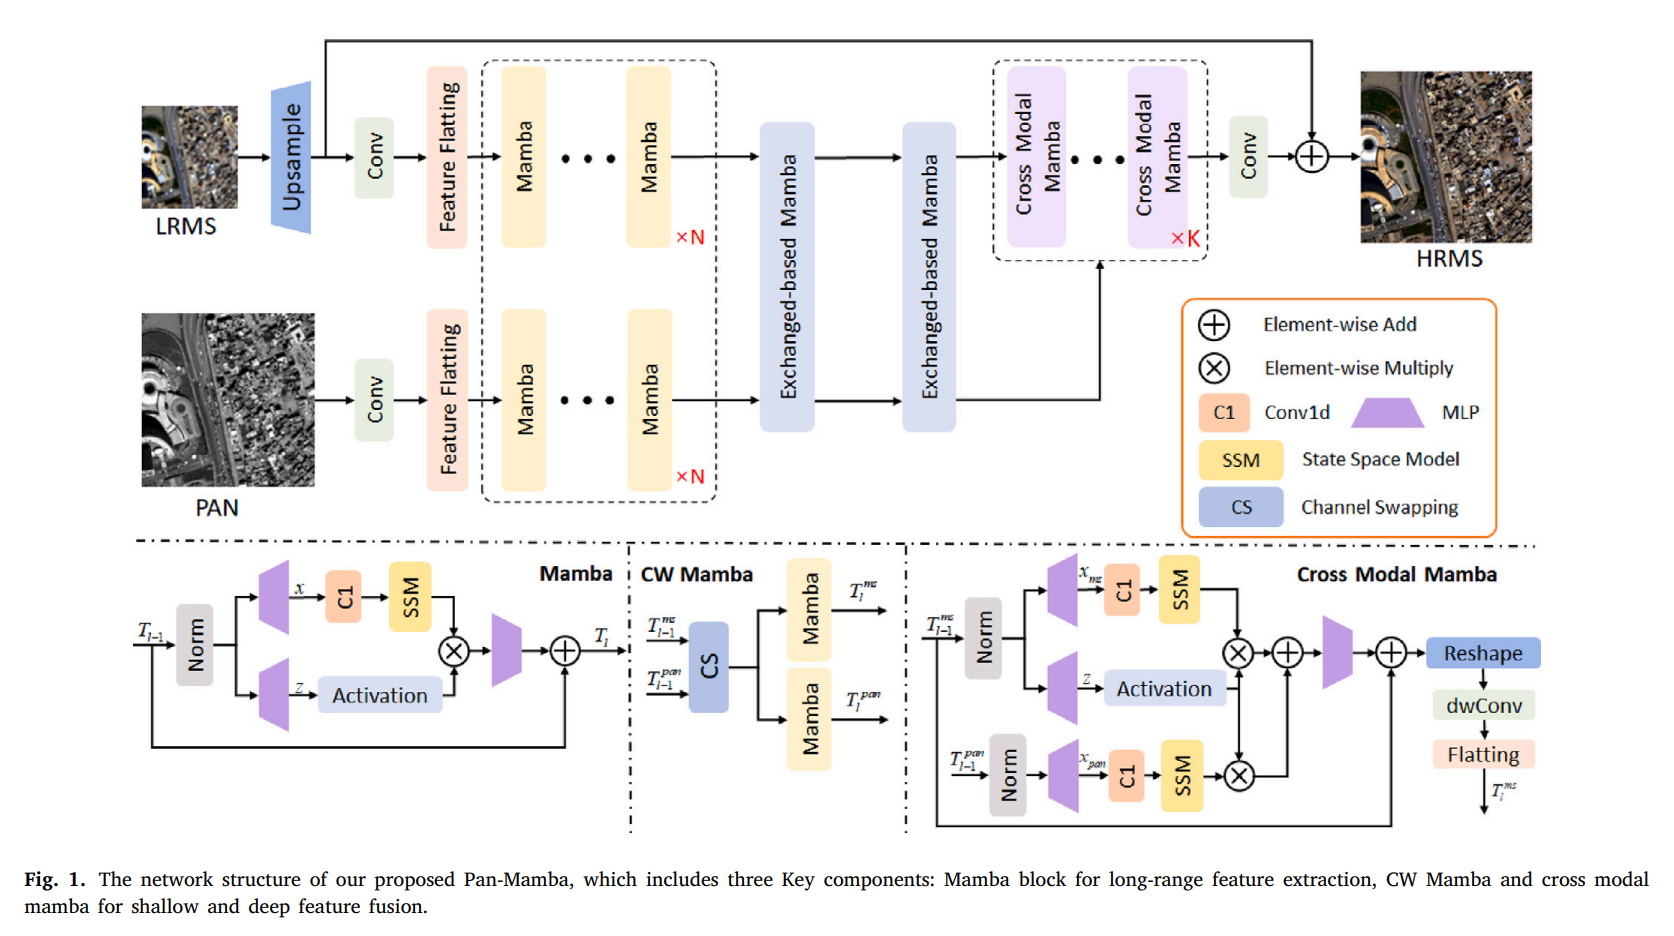 LRMS
Upsample
Conv
Feature Flatting
Mamba
Mamba
×N
Exchanged-based Mamba
Exchanged-based Mamba
Cross Modal
Mamba
Cross Modal
Mamba
×K
Conv
HRMS
PAN
Conv
Feature Flatting
Mamba
Mamba
×N
Element-wise Add
Element-wise Multiply
C1 Conv1d MLP
SSM State Space Model
CS Channel Swapping
Mamba
T_{l-1}
Norm
x
C1
SSM
z
Activation
T_l
CW Mamba
T_{l-1}^{ms}
T_{l-1}^{pan}
CS
Mamba
T_l^{ms}
Mamba
T_l^{pan}
Cross Modal Mamba
T_{l-1}^{ms}
Norm
x_{ms}
C1
SSM
z
Activation
T_{l-1}^{pan}
Norm
x_{pan}
C1
SSM
Reshape
dwConv
Flatting
T_l^{ms}
Fig. 1. The network structure of our proposed Pan-Mamba, which includes three Key components: Mamba block for long-range feature extraction, CW Mamba and cross modal
mamba for shallow and deep feature fusion.